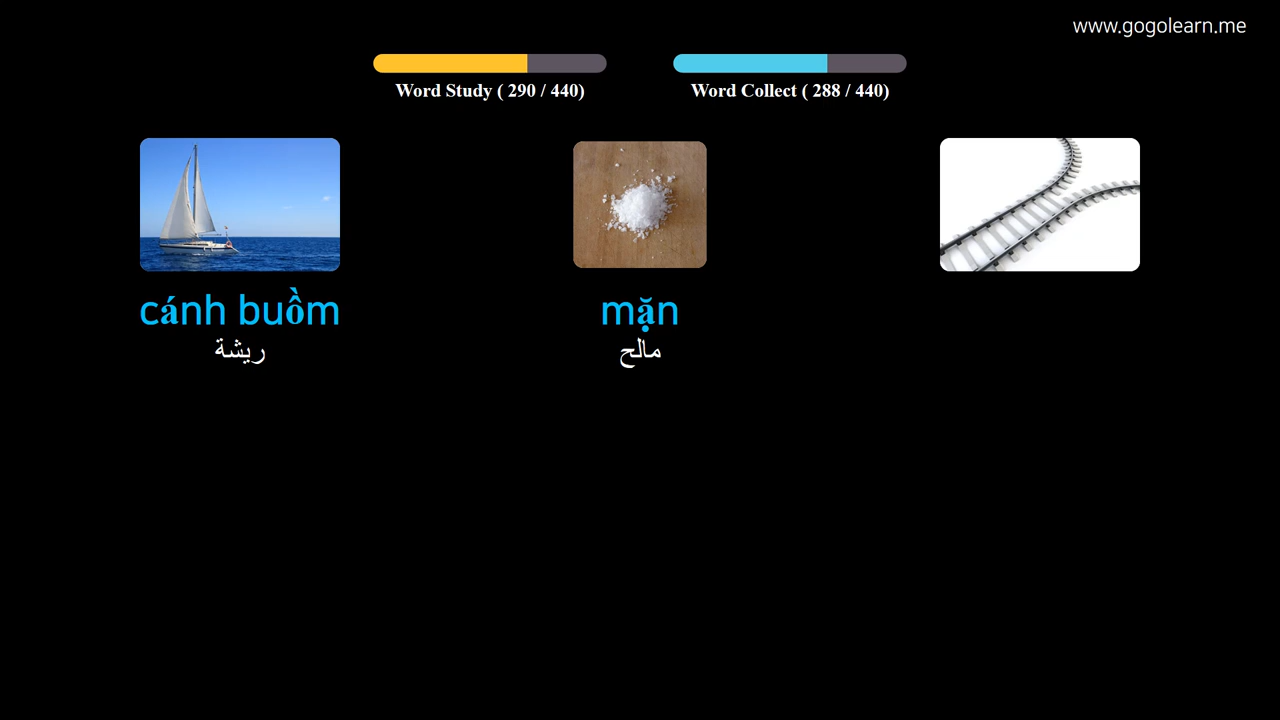 www.gogolearn.me
Word Study ( 290 / 440)
Word Collect ( 288 / 440)
cánh buồm
ريشة
mặn
مالح